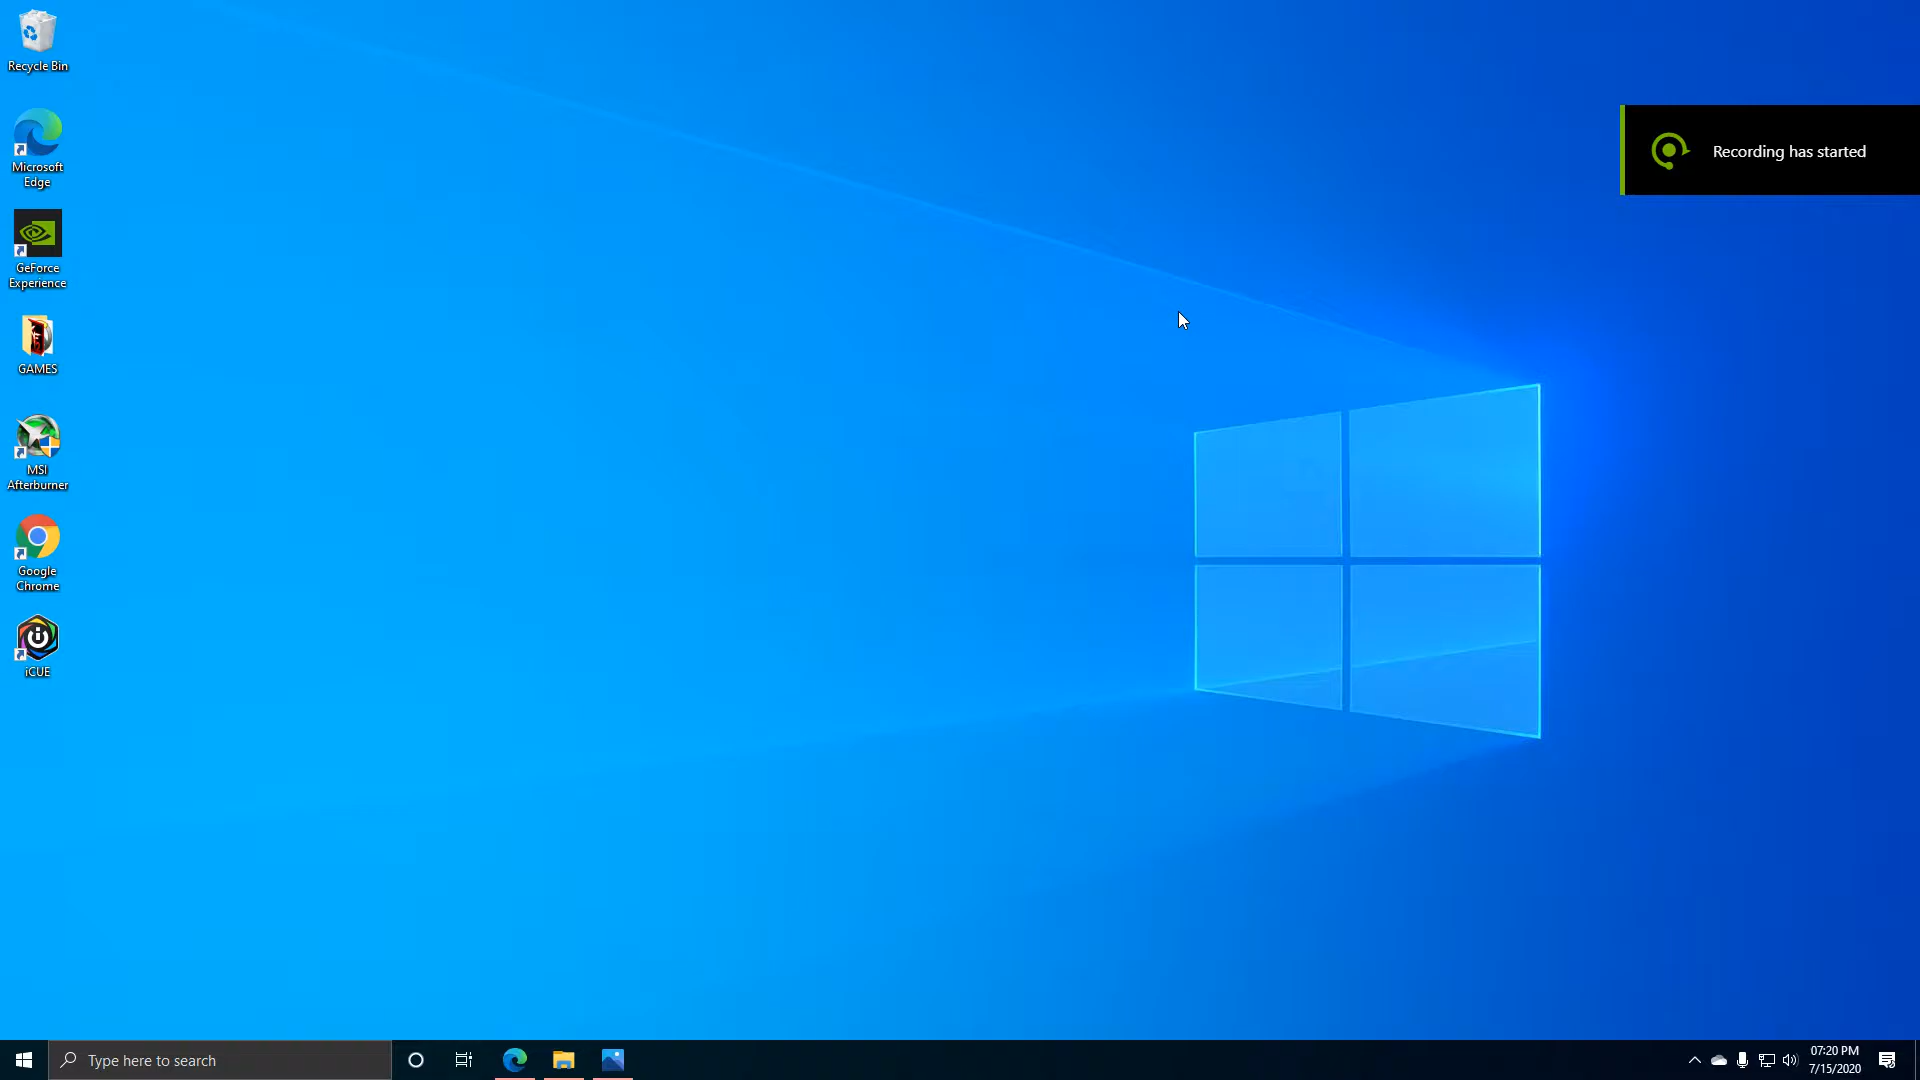 Recycle Bin
Microsoft
Edge
GeForce
Experience
GAMES
MSI
Afterburner
Google
Chrome
iCUE
Recording has started
Type here to search
07:20 PM
7/15/2020